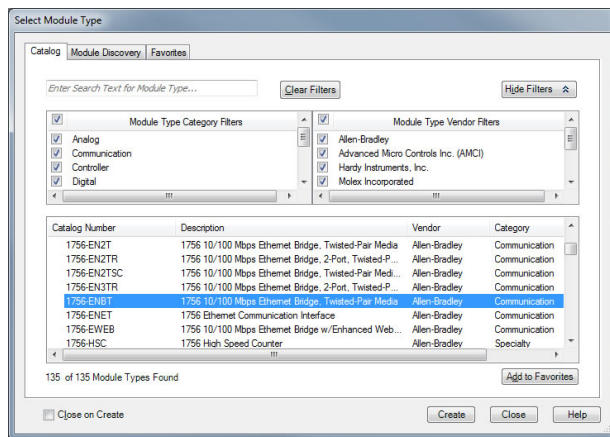 Select Module Type
Catalog Module Discovery Favorites
Enter Search Text for Module Type...
Clear Filters
Hide Filters
Module Type Category Filters
Module Type Vendor Filters
Analog
Allen-Bradley
Communication
Advanced Micro Controls Inc. (AMCI)
Controller
Hardy Instruments, Inc.
Digital
Molex Incorporated
Catalog Number Description Vendor Category
1756-EN2T 1756 10/100 Mbps Ethernet Bridge, Twisted-Pair Media Allen-Bradley Communication
1756-EN2TR 1756 10/100 Mbps Ethernet Bridge, 2-Port, Twisted-P... Allen-Bradley Communication
1756-EN2TSC 1756 10/100 Mbps Ethernet Bridge, Twisted-Pair Medi... Allen-Bradley Communication
1756-EN3TR 1756 10/100 Mbps Ethernet Bridge, 2-Port, Twisted-P... Allen-Bradley Communication
1756-ENBT 1756 10/100 Mbps Ethernet Bridge, Twisted-Pair Media Allen-Bradley Communication
1756-ENET 1756 Ethernet Communication Interface Allen-Bradley Communication
1756-EWEB 1756 10/100 Mbps Ethernet Bridge w/Enhanced Web... Allen-Bradley Communication
1756-HSC 1756 High Speed Counter Allen-Bradley Specialty
135 of 135 Module Types Found
Add to Favorites
Close on Create
Create Close Help